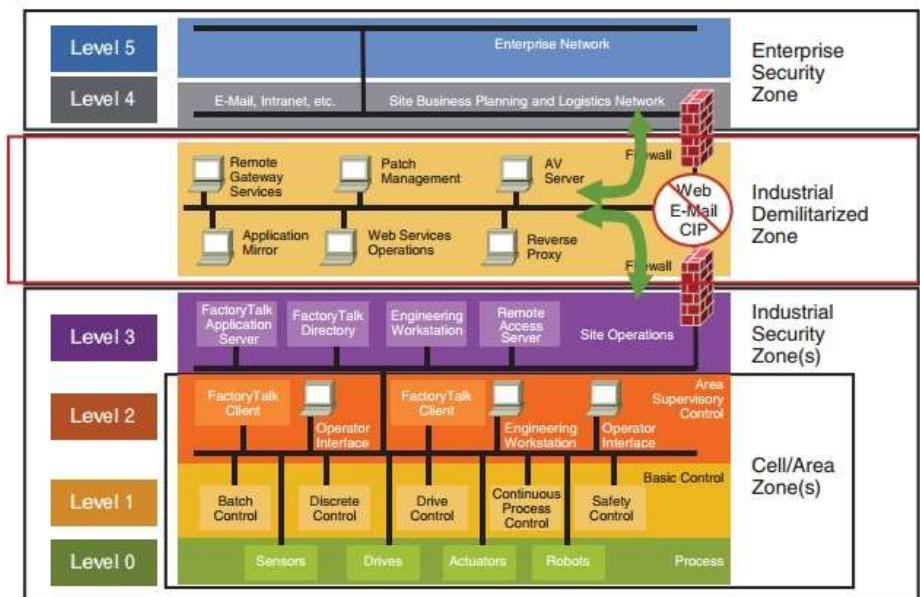 Level 5
Enterprise Network
Enterprise
Security
Zone
Level 4
E-Mail, Intranet, etc.
Site Business Planning and Logistics Network
Firewall
Remote
Gateway
Services
Patch
Management
AV
Server
Web
E-Mail
CIP
Industrial
Demilitarized
Zone
Application
Mirror
Web Services
Operations
Reverse
Proxy
Firewall
Level 3
FactoryTalk
Application
Server
FactoryTalk
Directory
Engineering
Workstation
Remote
Access
Server
Site Operations
Industrial
Security
Zone(s)
Level 2
FactoryTalk
Client
Operator
Interface
FactoryTalk
Client
Engineering
Workstation
Operator
Interface
Area
Supervisory
Control
Cell/Area
Zone(s)
Level 1
Batch
Control
Discrete
Control
Drive
Control
Continuous
Process
Control
Safety
Control
Basic Control
Level 0
Sensors
Drives
Actuators
Robots
Process